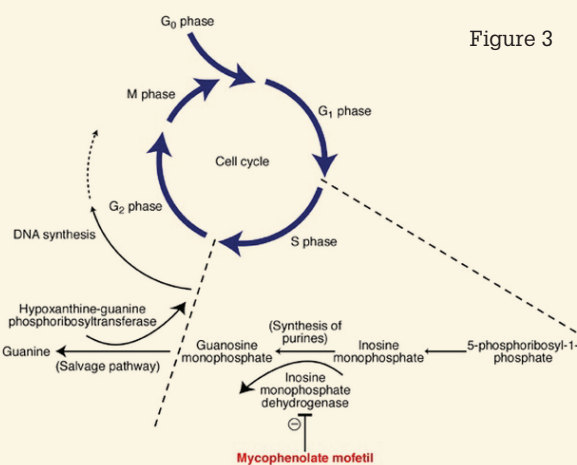 G0 phase
Figure 3
M phase
G1 phase
Cell cycle
G2 phase
S phase
DNA synthesis
Hypoxanthine-guanine
phosphoribosyltransferase
Guanine
(Salvage pathway)
Guanosine
monophosphate
(Synthesis of
purines)
Inosine
monophosphate
5-phosphoribosyl-1-
phosphate
Inosine
monophosphate
dehydrogenase
−
Mycophenolate mofetil